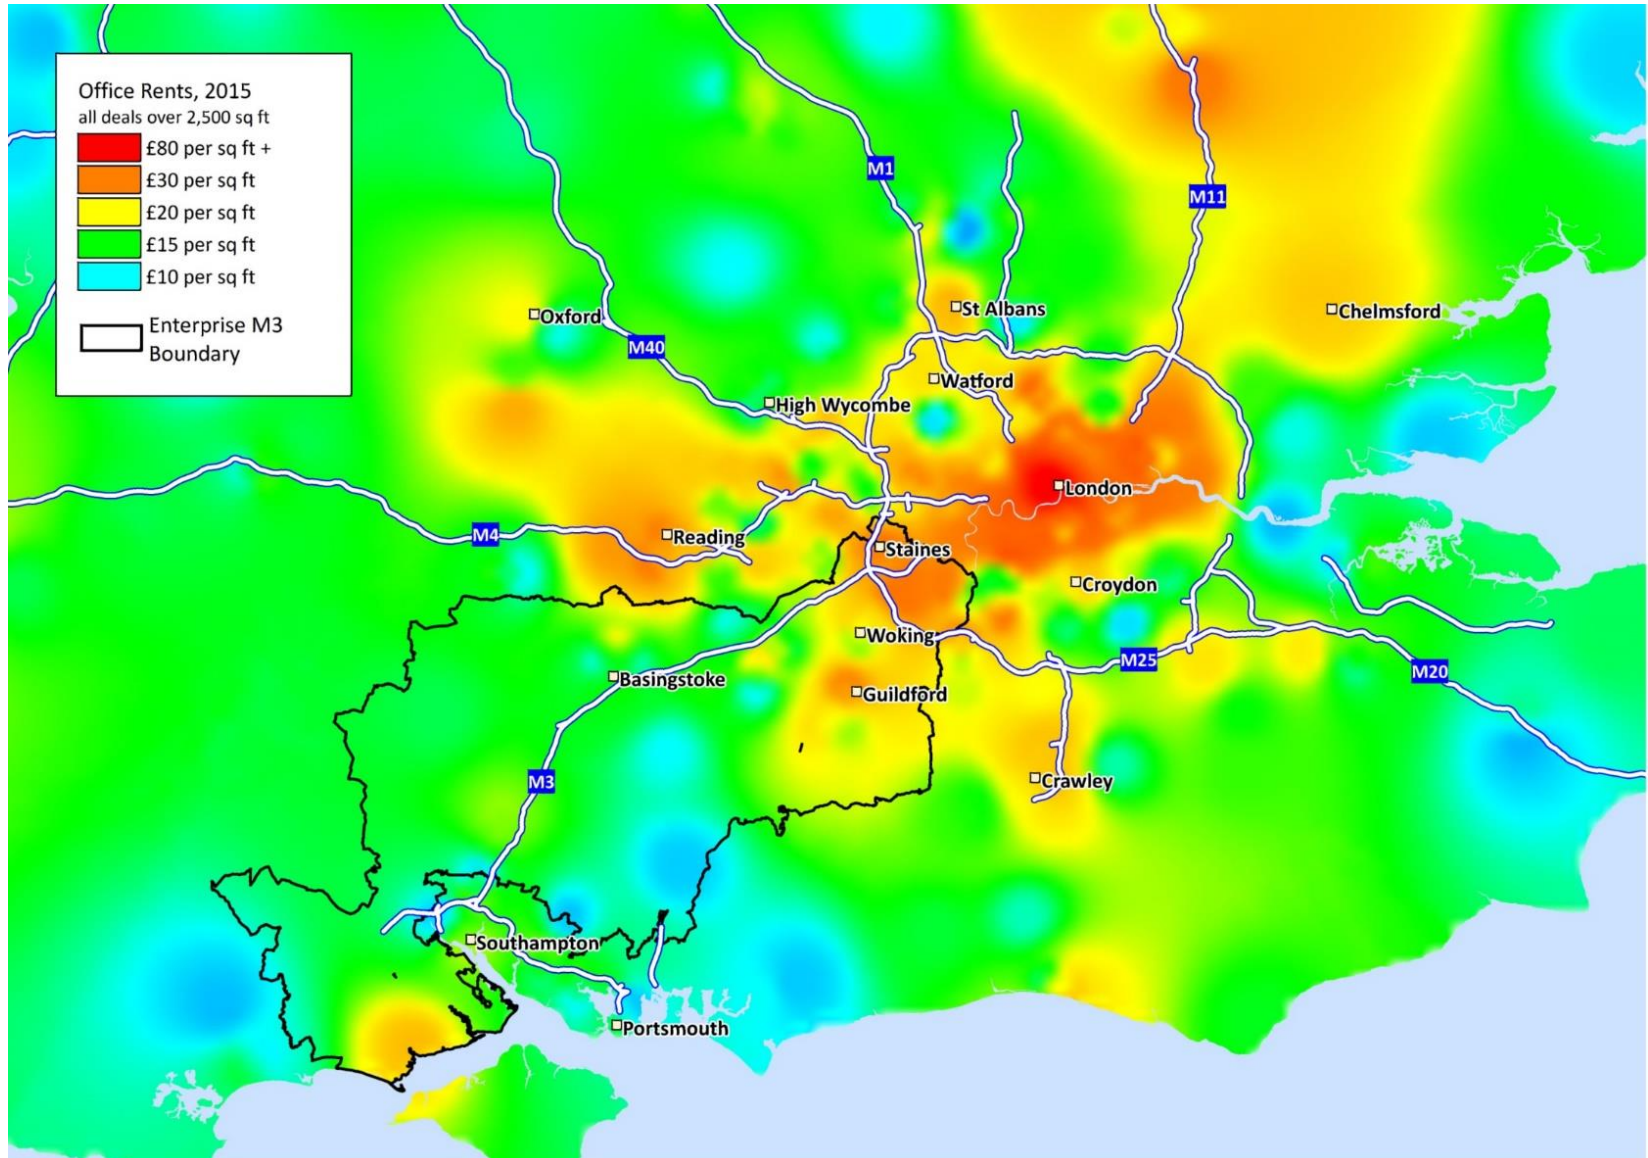 Office Rents, 2015
all deals over 2,500 sq ft
£80 per sq ft +
£30 per sq ft
£20 per sq ft
£15 per sq ft
£10 per sq ft
Enterprise M3
Boundary
M1
M11
St Albans
Chelmsford
Oxford
M40
Watford
High Wycombe
London
M4
Reading
Staines
Croydon
Woking
M25
M20
Basingstoke
Guildford
M3
Crawley
Southampton
Portsmouth